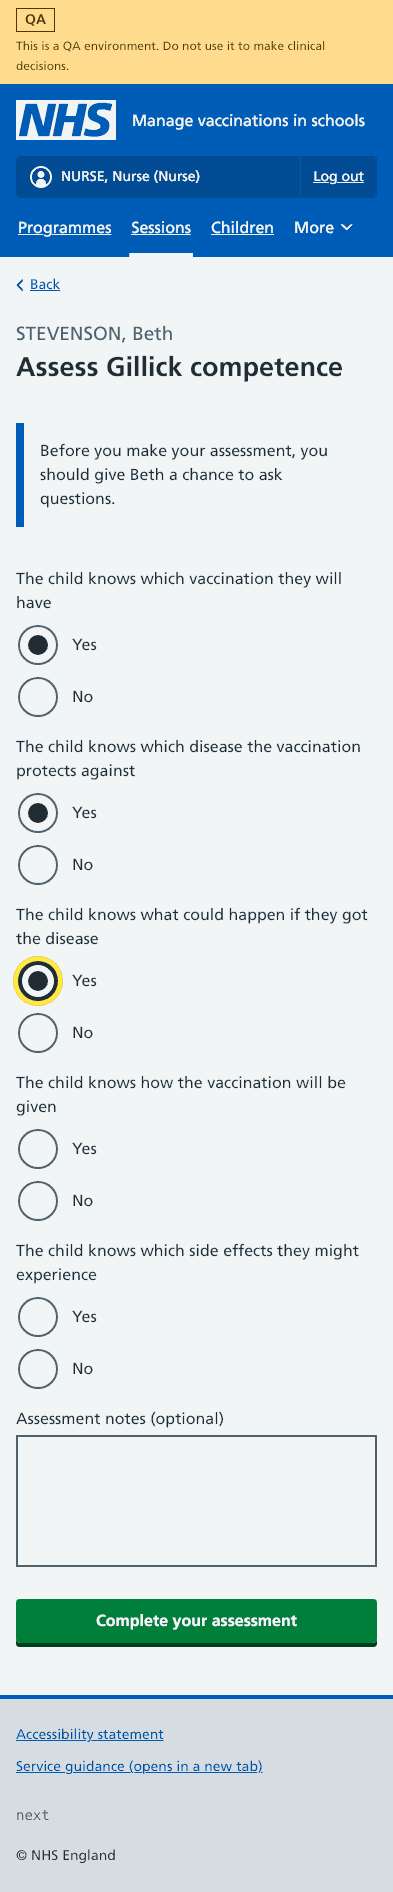 QA
This is a QA environment. Do not use it to make clinical
decisions.
NHS Manage vaccinations in schools
NURSE, Nurse (Nurse) Log out
Programmes Sessions Children More
Back
STEVENSON, Beth
Assess Gillick competence
Before you make your assessment, you
should give Beth a chance to ask
questions.
The child knows which vaccination they will
have
Yes
No
The child knows which disease the vaccination
protects against
Yes
No
The child knows what could happen if they got
the disease
Yes
No
The child knows how the vaccination will be
given
Yes
No
The child knows which side effects they might
experience
Yes
No
Assessment notes (optional)
Complete your assessment
Accessibility statement
Service guidance (opens in a new tab)
next
© NHS England